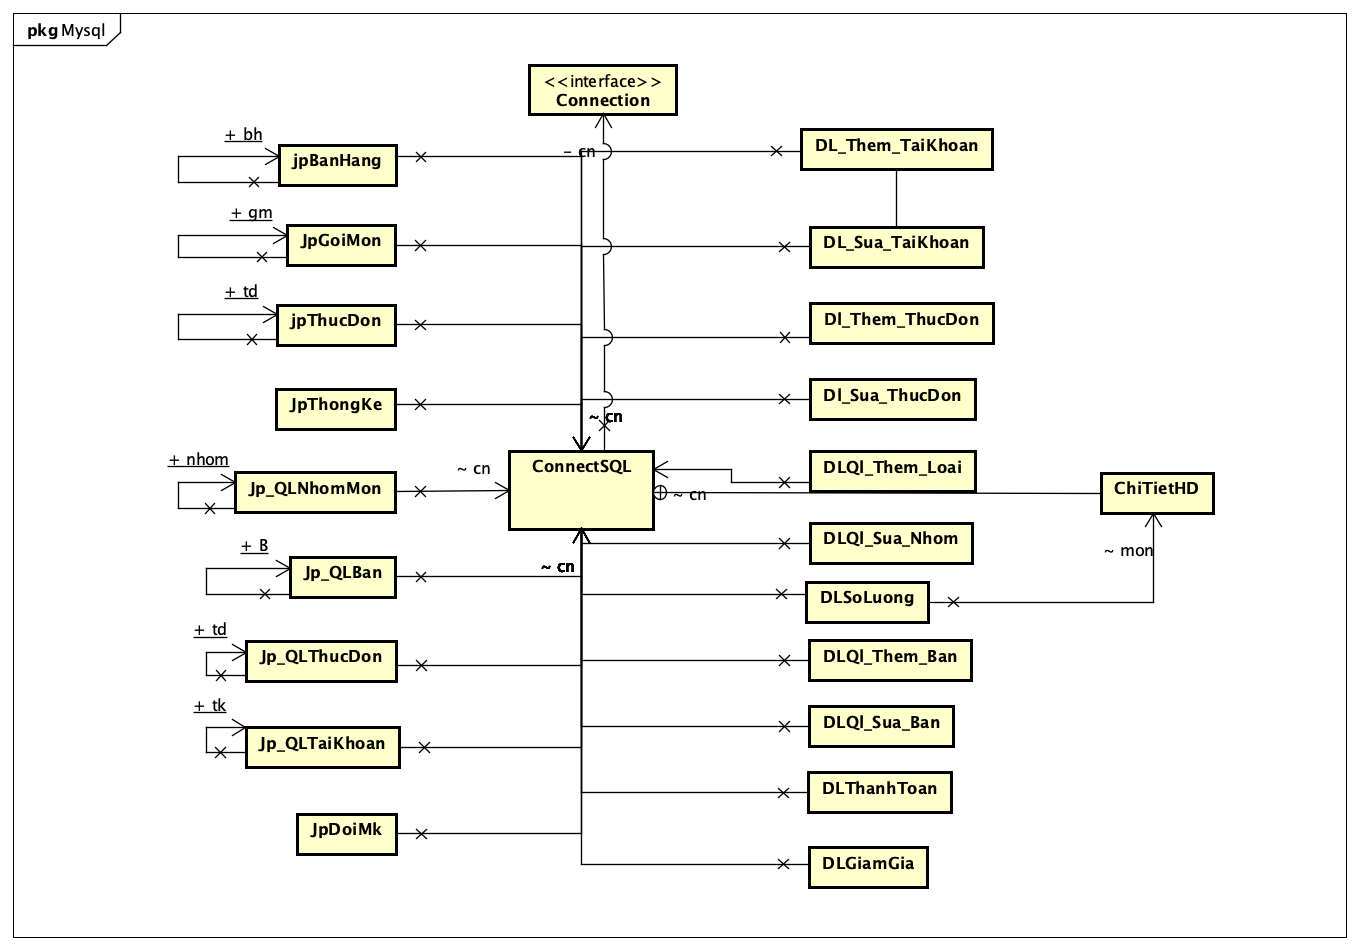 pkg Mysql
<<interface>>
Connection
+ bh
jpBanHang
– cn
DL_Them_TaiKhoan
+ gm
JpGoiMon
DL_Sua_TaiKhoan
+ td
jpThucDon
Dl_Them_ThucDon
JpThongKe
Dl_Sua_ThucDon
~ cn
+ nhom
Jp_QLNhomMon
~ cn
ConnectSQL
DLQl_Them_Loai
~ cn
ChiTietHD
+ B
Jp_QLBan
~ cn
DLQl_Sua_Nhom
~ mon
DLSoLuong
+ td
Jp_QLThucDon
DLQl_Them_Ban
+ tk
Jp_QLTaiKhoan
DLQl_Sua_Ban
DLThanhToan
JpDoiMk
DLGiamGia